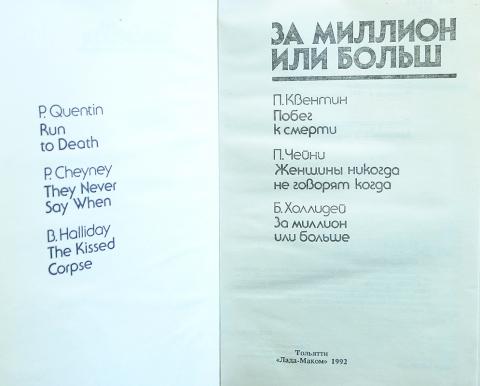 P. Quentin
Run
to Death
P. Cheyney
They Never
Say When
B. Halliday
The Kissed
Corpse
ЗА МИЛЛИОН
ИЛИ БОЛЬШ
П. Квентин
Побег
к смерти
П. Чейни
Женщины никогда
не говорят когда
Б. Холлидей
За миллион
или больше
Тольятти
«Лада-Маком» 1992